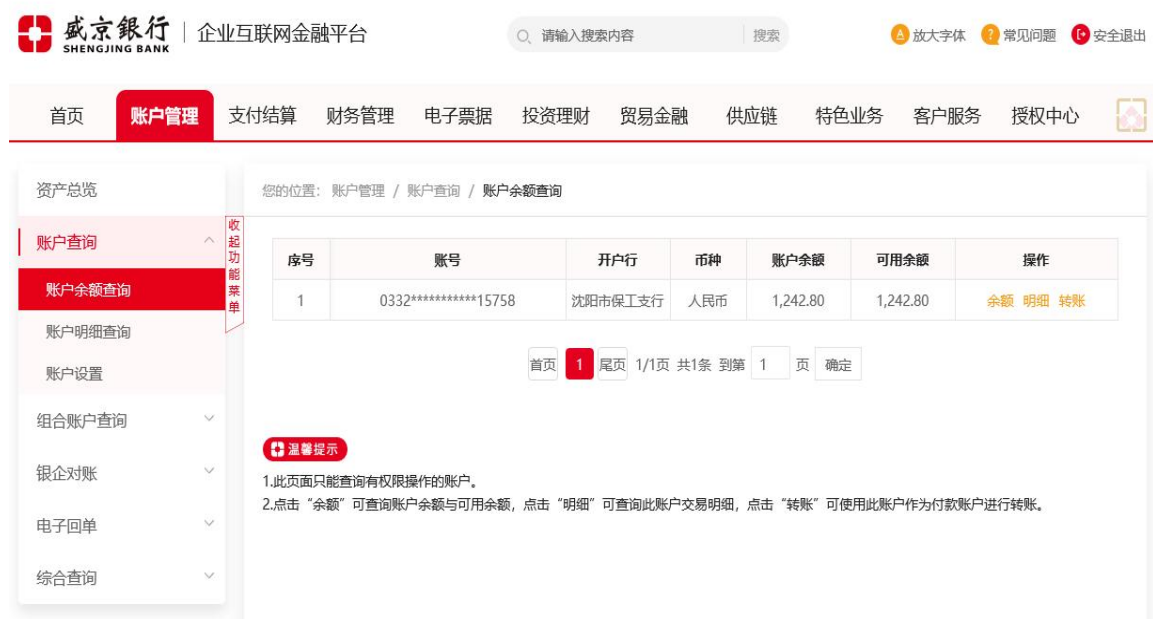 盛京银行 企业互联网金融平台 请输入搜索内容 搜索 A 放大字体 ? 常见问题 安全退出
SHENGJING BANK
首页 账户管理 支付结算 财务管理 电子票据 投资理财 贸易金融 供应链 特色业务 客户服务 授权中心
资产总览
账户查询
账户余额查询
账户明细查询
账户设置
组合账户查询
银企对账
电子回单
综合查询
收起功能菜单
您的位置: 账户管理 / 账户查询 / 账户余额查询
序号 账号 开户行 币种 账户余额 可用余额 操作
1 0332***********15758 沈阳市保工支行 人民币 1,242.80 1,242.80 余额 明细 转账
首页 1 尾页 1/1页 共1条 到第 1 页 确定
温馨提示
1.此页面只能查询有权限操作的账户。
2.点击“余额”可查询账户余额与可用余额，点击“明细”可查询此账户交易明细，点击“转账”可使用此账户作为付款账户进行转账。